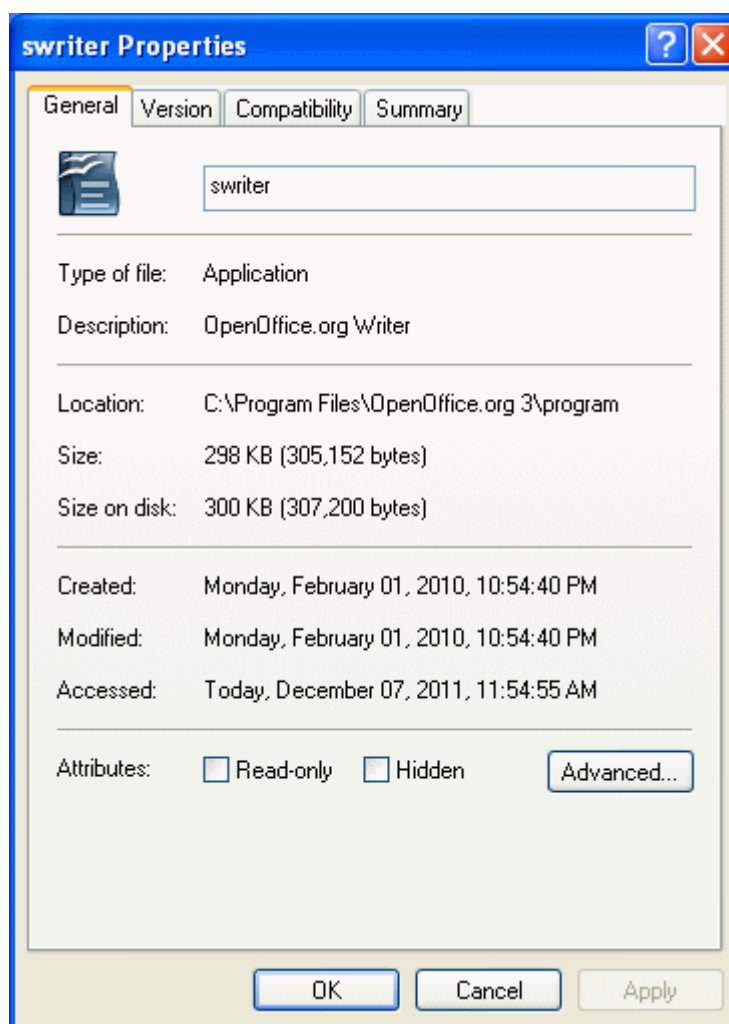 swriter Properties
General Version Compatibility Summary
swriter
Type of file: Application
Description: OpenOffice.org Writer
Location: C:\Program Files\OpenOffice.org 3\program
Size: 298 KB (305,152 bytes)
Size on disk: 300 KB (307,200 bytes)
Created: Monday, February 01, 2010, 10:54:40 PM
Modified: Monday, February 01, 2010, 10:54:40 PM
Accessed: Today, December 07, 2011, 11:54:55 AM
Attributes: Read-only Hidden Advanced...
OK Cancel Apply